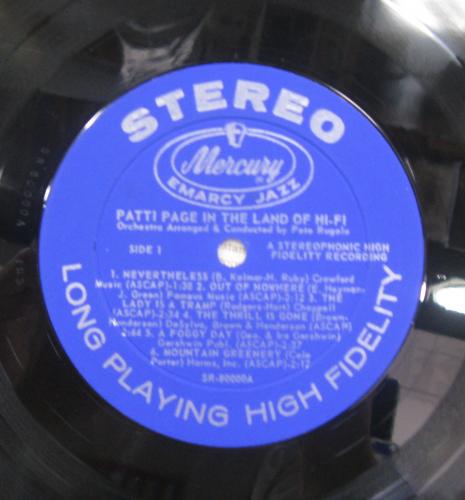 STEREO
Mercury
EMARCY JAZZ
PATTI PAGE IN THE LAND OF HI-FI
Orchestra Arranged & Conducted by Pete Rugolo
SIDE 1
A STEREOPHONIC HIGH
FIDELITY RECORDING
1. NEVERTHELESS (B. Kalmar-H. Ruby) Crawford
Music (ASCAP)-1:38 2. OUT OF NOWHERE (E. Heyman-
J. Green) Famous Music (ASCAP)-2:12 3. THE
LADY IS A TRAMP (Rodgers-Hart) Chappell
(ASCAP)-2:34 4. THE THRILL IS GONE (Brown-
Henderson) DeSylva, Brown & Henderson (ASCAP)
2:44 5. A FOGGY DAY (Geo. & Ira Gershwin)
Gershwin Publ. (ASCAP)-2:37
6. MOUNTAIN GREENERY (Cole
Porter) Harms, Inc. (ASCAP)-2:12
SR-80000A
LONG PLAYING HIGH FIDELITY